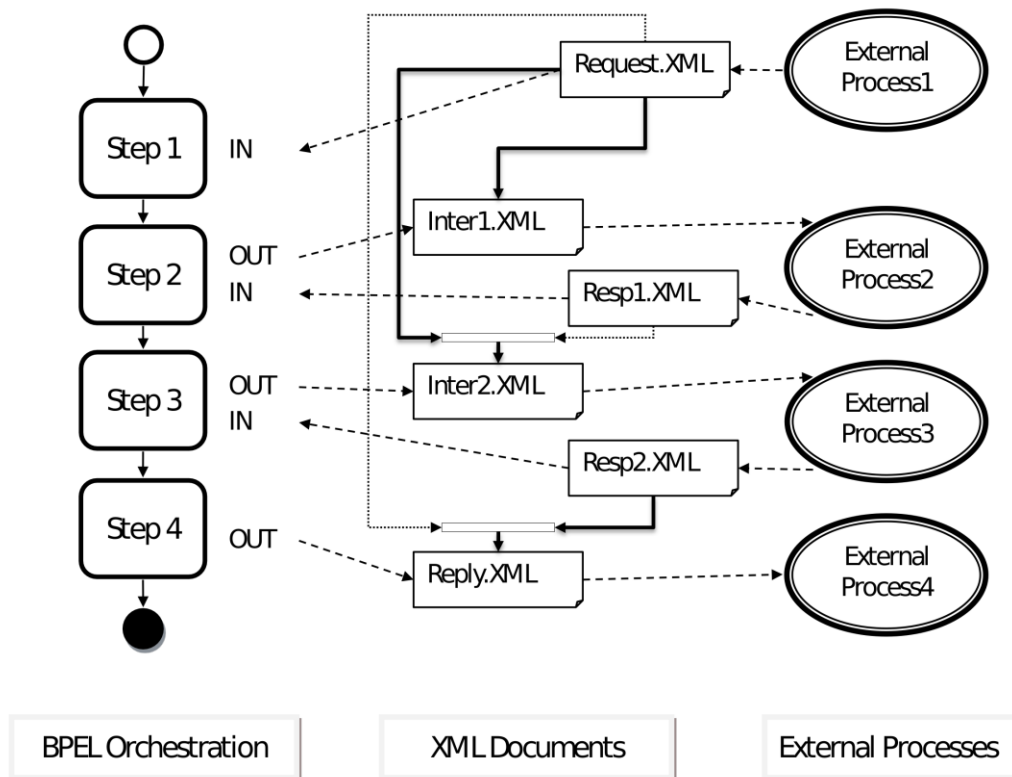 External
Process1
Request.XML
Step 1
IN
Inter1.XML
External
Process2
Step 2
OUT
IN
Resp1.XML
Step 3
OUT
IN
Inter2.XML
External
Process3
Resp2.XML
Step 4
OUT
Reply.XML
External
Process4
BPEL Orchestration
XML Documents
External Processes